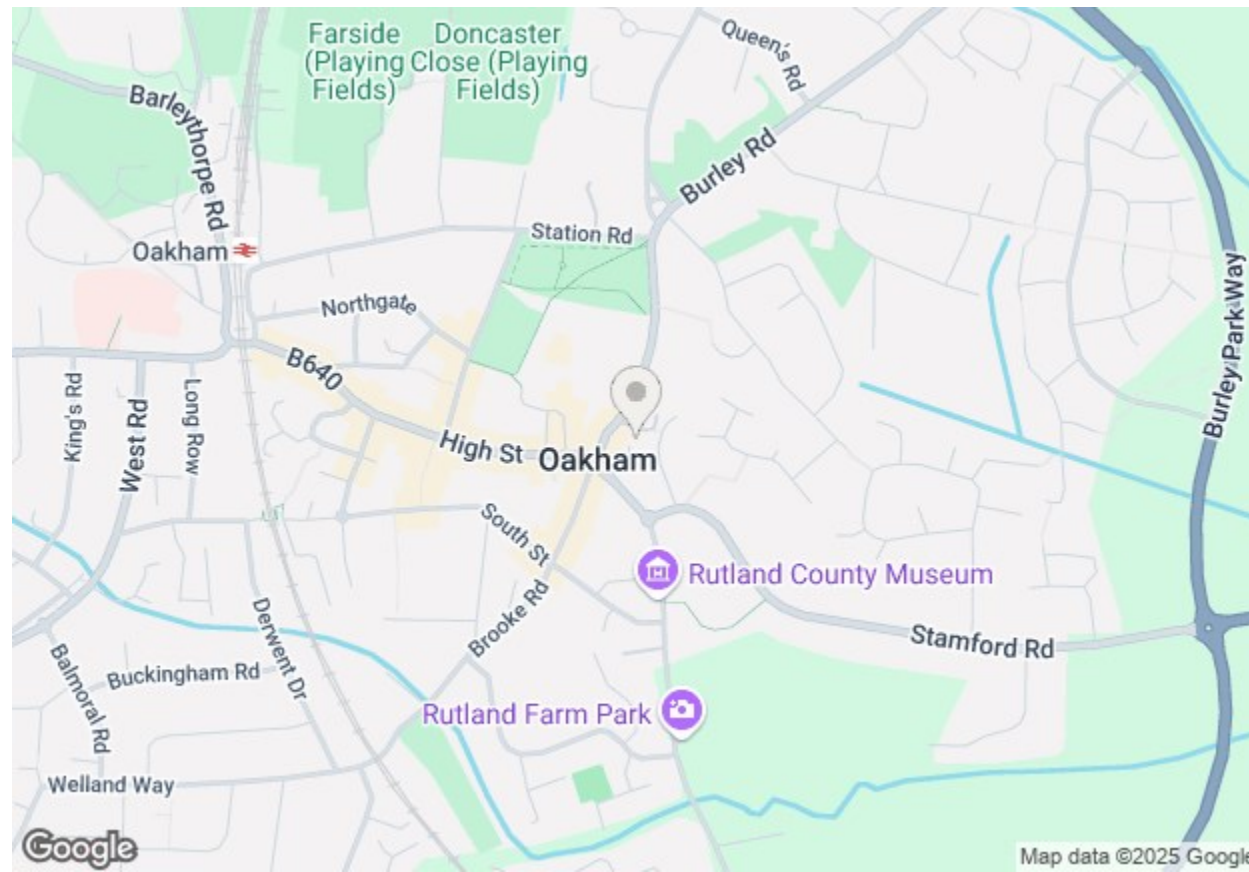 Farside
(Playing
Fields)
Doncaster
Close (Playing
Fields)
Queen's Rd
Barleythorpe Rd
Burley Rd
Station Rd
Oakham
Northgate
Burley Park Way
B640
King's Rd
West Rd
Long Row
High St
Oakham
South St
Rutland County Museum
Brooke Rd
Derwent Dr
Stamford Rd
Balmoral Rd
Buckingham Rd
Rutland Farm Park
Welland Way
Google
Map data ©2025 Google